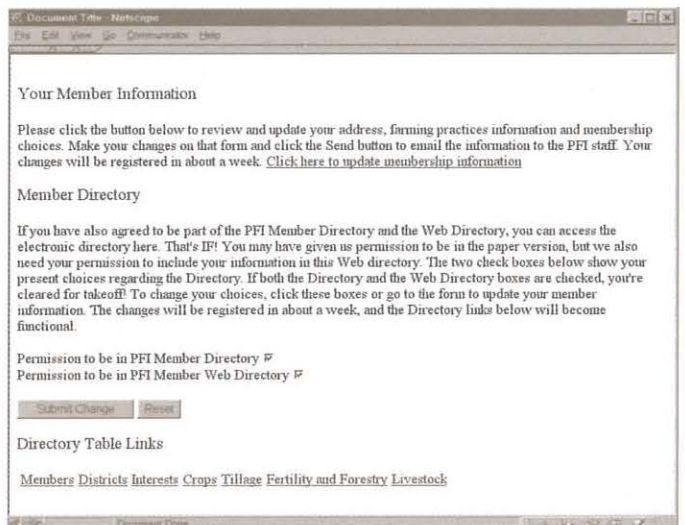 Document Title - Netscape
File Edit View Go Communicator Help
Your Member Information
Please click the button below to review and update your address, farming practices information and membership
choices. Make your changes on that form and click the Send button to email the information to the PFI staff. Your
changes will be registered in about a week. Click here to update membership information
Member Directory
If you have also agreed to be part of the PFI Member Directory and the Web Directory, you can access the
electronic directory here. That's IF! You may have given us permission to be in the paper version, but we also
need your permission to include your information in this Web directory. The two check boxes below show your
present choices regarding the Directory. If both the Directory and the Web Directory boxes are checked, you're
cleared for takeoff! To change your choices, click these boxes or go to the form to update your member
information. The changes will be registered in about a week, and the Directory links below will become
functional.
Permission to be in PFI Member Directory
Permission to be in PFI Member Web Directory
Submit Change Reset
Directory Table Links
Members Districts Interests Crops Tillage Fertility and Forestry Livestock
Document Done